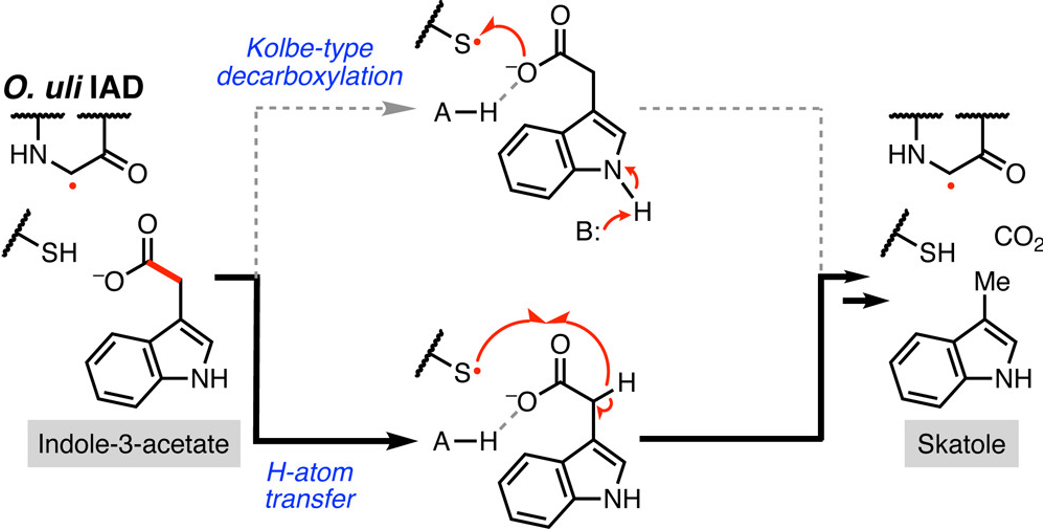 O. uli IAD
HN
O
•
SH
O
⁻O
NH
Indole-3-acetate
Kolbe-type
decarboxylation
S•
O
⁻O
A–H
N
H
B:
H-atom
transfer
S•
O
H
⁻O
A–H
NH
HN
O
•
SH
CO₂
Me
NH
Skatole